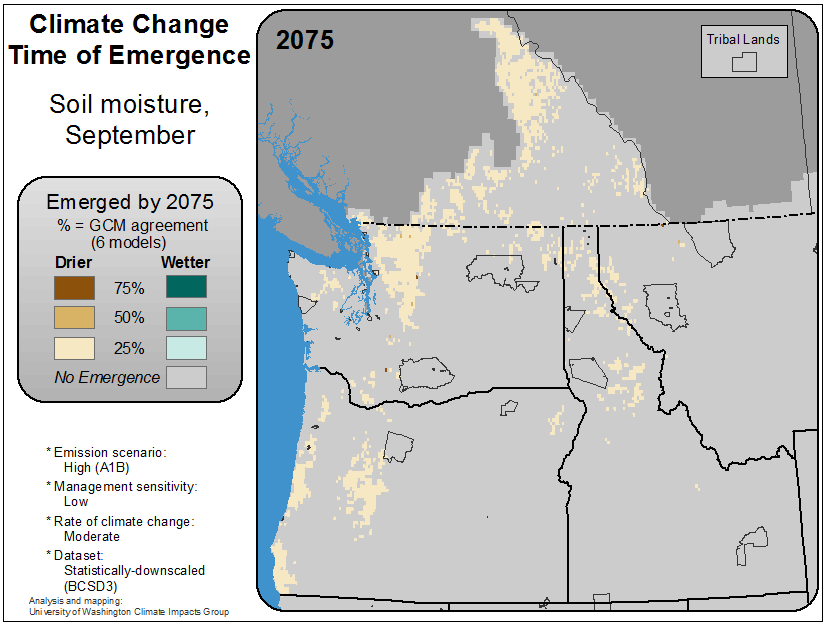 Climate Change
Time of Emergence
Soil moisture,
September
Emerged by 2075
% = GCM agreement
(6 models)
Drier Wetter
75%
50%
25%
No Emergence
* Emission scenario:
High (A1B)
* Management sensitivity:
Low
* Rate of climate change:
Moderate
* Dataset:
Statistically-downscaled
(BCSD3)
Analysis and mapping:
University of Washington Climate Impacts Group
2075
Tribal Lands